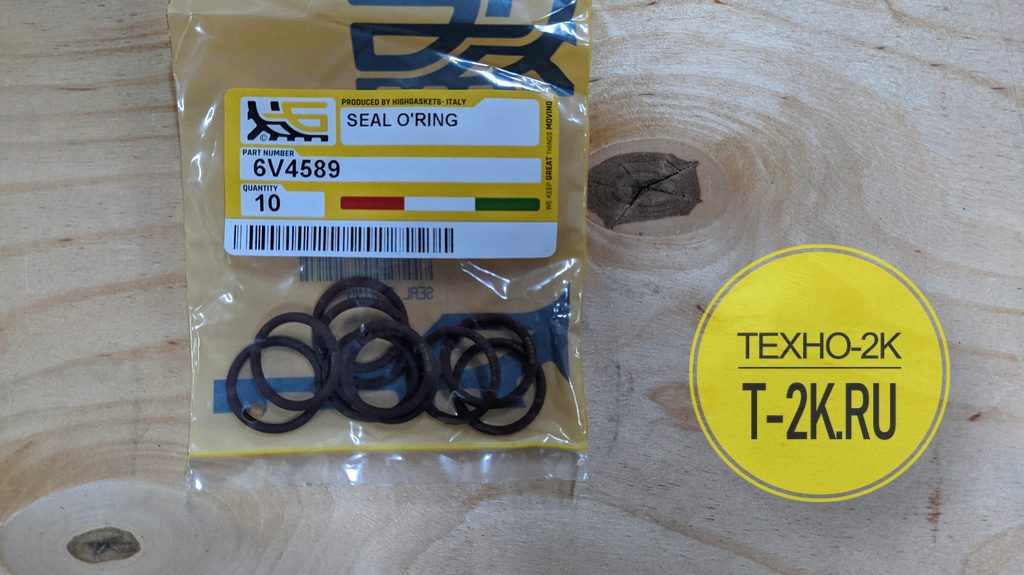 PRODUCED BY HIGHGASKETS- ITALY
SEAL O'RING
PART NUMBER
6V4589
QUANTITY
10
WE KEEP GREAT THINGS MOVING
SEAL
ТЕХНО-2К
T-2K.RU